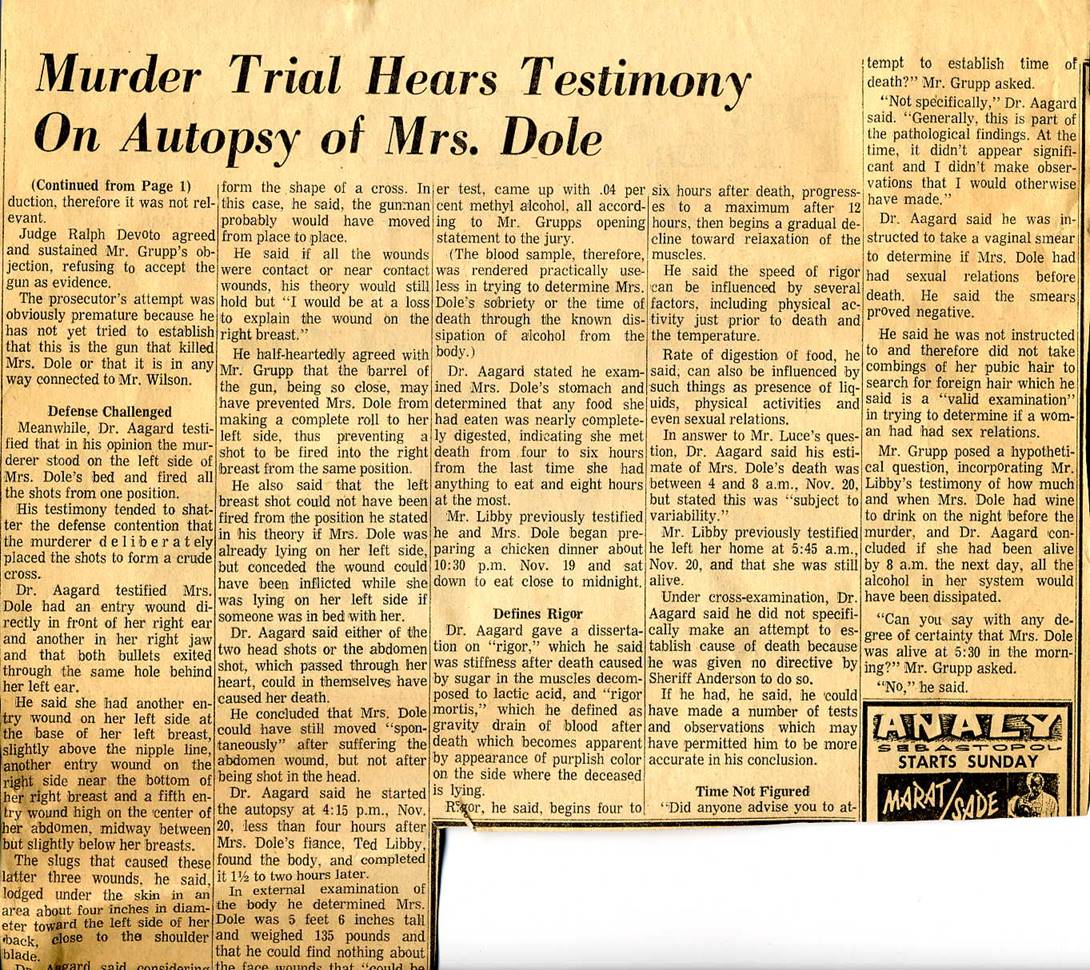 Murder Trial Hears Testimony
On Autopsy of Mrs. Dole
(Continued from Page 1)
duction, therefore it was not rel-
evant.
Judge Ralph Devoto agreed
and sustained Mr. Grupp's ob-
jection, refusing to accept the
gun as evidence.
The prosecutor's attempt was
obviously premature because he
has not yet tried to establish
that this is the gun that killed
Mrs. Dole or that it is in any
way connected to Mr. Wilson.
Defense Challenged
Meanwhile, Dr. Aagard testi-
fied that in his opinion the mur-
derer stood on the left side of
Mrs. Dole's bed and fired all
the shots from one position.
His testimony tended to shat-
ter the defense contention that
the murderer deliberately
placed the shots to form a crude
cross.
Dr. Aagard testified Mrs.
Dole had an entry wound di-
rectly in front of her right ear
and another in her right jaw
and that both bullets exited
through the same hole behind
her left ear.
He said she had another en-
try wound on her left side at
the base of her left breast,
slightly above the nipple line,
another entry wound on the
right side near the bottom of
her right breast and a fifth en-
try wound high on the center of
her abdomen, midway between
but slightly below her breasts.
The slugs that caused these
latter three wounds, he said,
lodged under the skin in an
area about four inches in diam-
eter toward the left side of her
back, close to the shoulder
blade.
Dr. Aagard said considering
form the shape of a cross. In
this case, he said, the gunman
probably would have moved
from place to place.
He said if all the wounds
were contact or near contact
wounds, his theory would still
hold but "I would be at a loss
to explain the wound on the
right breast."
He half-heartedly agreed with
Mr. Grupp that the barrel of
the gun, being so close, may
have prevented Mrs. Dole from
making a complete roll to her
left side, thus preventing a
shot to be fired into the right
breast from the same position.
He also said that the left
breast shot could not have been
fired from the position he stated
in his theory if Mrs. Dole was
already lying on her left side,
but conceded the wound could
have been inflicted while she
was lying on her left side if
someone was in bed with her.
Dr. Aagard said either of the
two head shots or the abdomen
shot, which passed through her
heart, could in themselves have
caused her death.
He concluded that Mrs. Dole
could have still moved "spon-
taneously" after suffering the
abdomen wound, but not after
being shot in the head.
Dr. Aagard said he started
the autopsy at 4:15 p.m., Nov.
20, less than four hours after
Mrs. Dole's fiance, Ted Libby,
found the body, and completed
it 1½ to two hours later.
In external examination of
the body he determined Mrs.
Dole was 5 feet 6 inches tall
and weighed 135 pounds and
that he could find nothing about
the face wounds that "could be
er test, came up with .04 per
cent methyl alcohol, all accord-
ing to Mr. Grupps opening
statement to the jury.
(The blood sample, therefore,
was rendered practically use-
less in trying to determine Mrs.
Dole's sobriety or the time of
death through the known dis-
sipation of alcohol from the
body.)
Dr. Aagard stated he exam-
ined Mrs. Dole's stomach and
determined that any food she
had eaten was nearly complete-
ly digested, indicating she met
death from four to six hours
from the last time she had
anything to eat and eight hours
at the most.
Mr. Libby previously testified
he and Mrs. Dole began pre-
paring a chicken dinner about
10:30 p.m. Nov. 19 and sat
down to eat close to midnight.
Defines Rigor
Dr. Aagard gave a disserta-
tion on "rigor," which he said
was stiffness after death caused
by sugar in the muscles decom-
posed to lactic acid, and "rigor
mortis," which he defined as
gravity drain of blood after
death which becomes apparent
by appearance of purplish color
on the side where the deceased
is lying.
Rigor, he said, begins four to
six hours after death, progress-
es to a maximum after 12
hours, then begins a gradual de-
cline toward relaxation of the
muscles.
He said the speed of rigor
can be influenced by several
factors, including physical ac-
tivity just prior to death and
the temperature.
Rate of digestion of food, he
said, can also be influenced by
such things as presence of liq-
uids, physical activities and
even sexual relations.
In answer to Mr. Luce's ques-
tion, Dr. Aagard said his esti-
mate of Mrs. Dole's death was
between 4 and 8 a.m., Nov. 20,
but stated this was "subject to
variability."
Mr. Libby previously testified
he left her home at 5:45 a.m.,
Nov. 20, and that she was still
alive.
Under cross-examination, Dr.
Aagard said he did not specifi-
cally make an attempt to es-
tablish cause of death because
he was given no directive by
Sheriff Anderson to do so.
If he had, he said, he could
have made a number of tests
and observations which may
have permitted him to be more
accurate in his conclusion.
Time Not Figured
"Did anyone advise you to at-
tempt to establish time of
death?" Mr. Grupp asked.
"Not specifically," Dr. Aagard
said. "Generally, this is part of
the pathological findings. At the
time, it didn't appear signifi-
cant and I didn't make obser-
vations that I would otherwise
have made."
Dr. Aagard said he was in-
structed to take a vaginal smear
to determine if Mrs. Dole had
had sexual relations before
death. He said the smears
proved negative.
He said he was not instructed
to and therefore did not take
combings of her pubic hair to
search for foreign hair which he
said is a "valid examination"
in trying to determine if a wom-
an had had sex relations.
Mr. Grupp posed a hypotheti-
cal question, incorporating Mr.
Libby's testimony of how much
and when Mrs. Dole had wine
to drink on the night before the
murder, and Dr. Aagard con-
cluded if she had been alive
by 8 a.m. the next day, all the
alcohol in her system would
have been dissipated.
"Can you say with any de-
gree of certainty that Mrs. Dole
was alive at 5:30 in the morn-
ing?" Mr. Grupp asked.
"No," he said.
ANALY
SEBASTOPOL
STARTS SUNDAY
MARAT/SADE